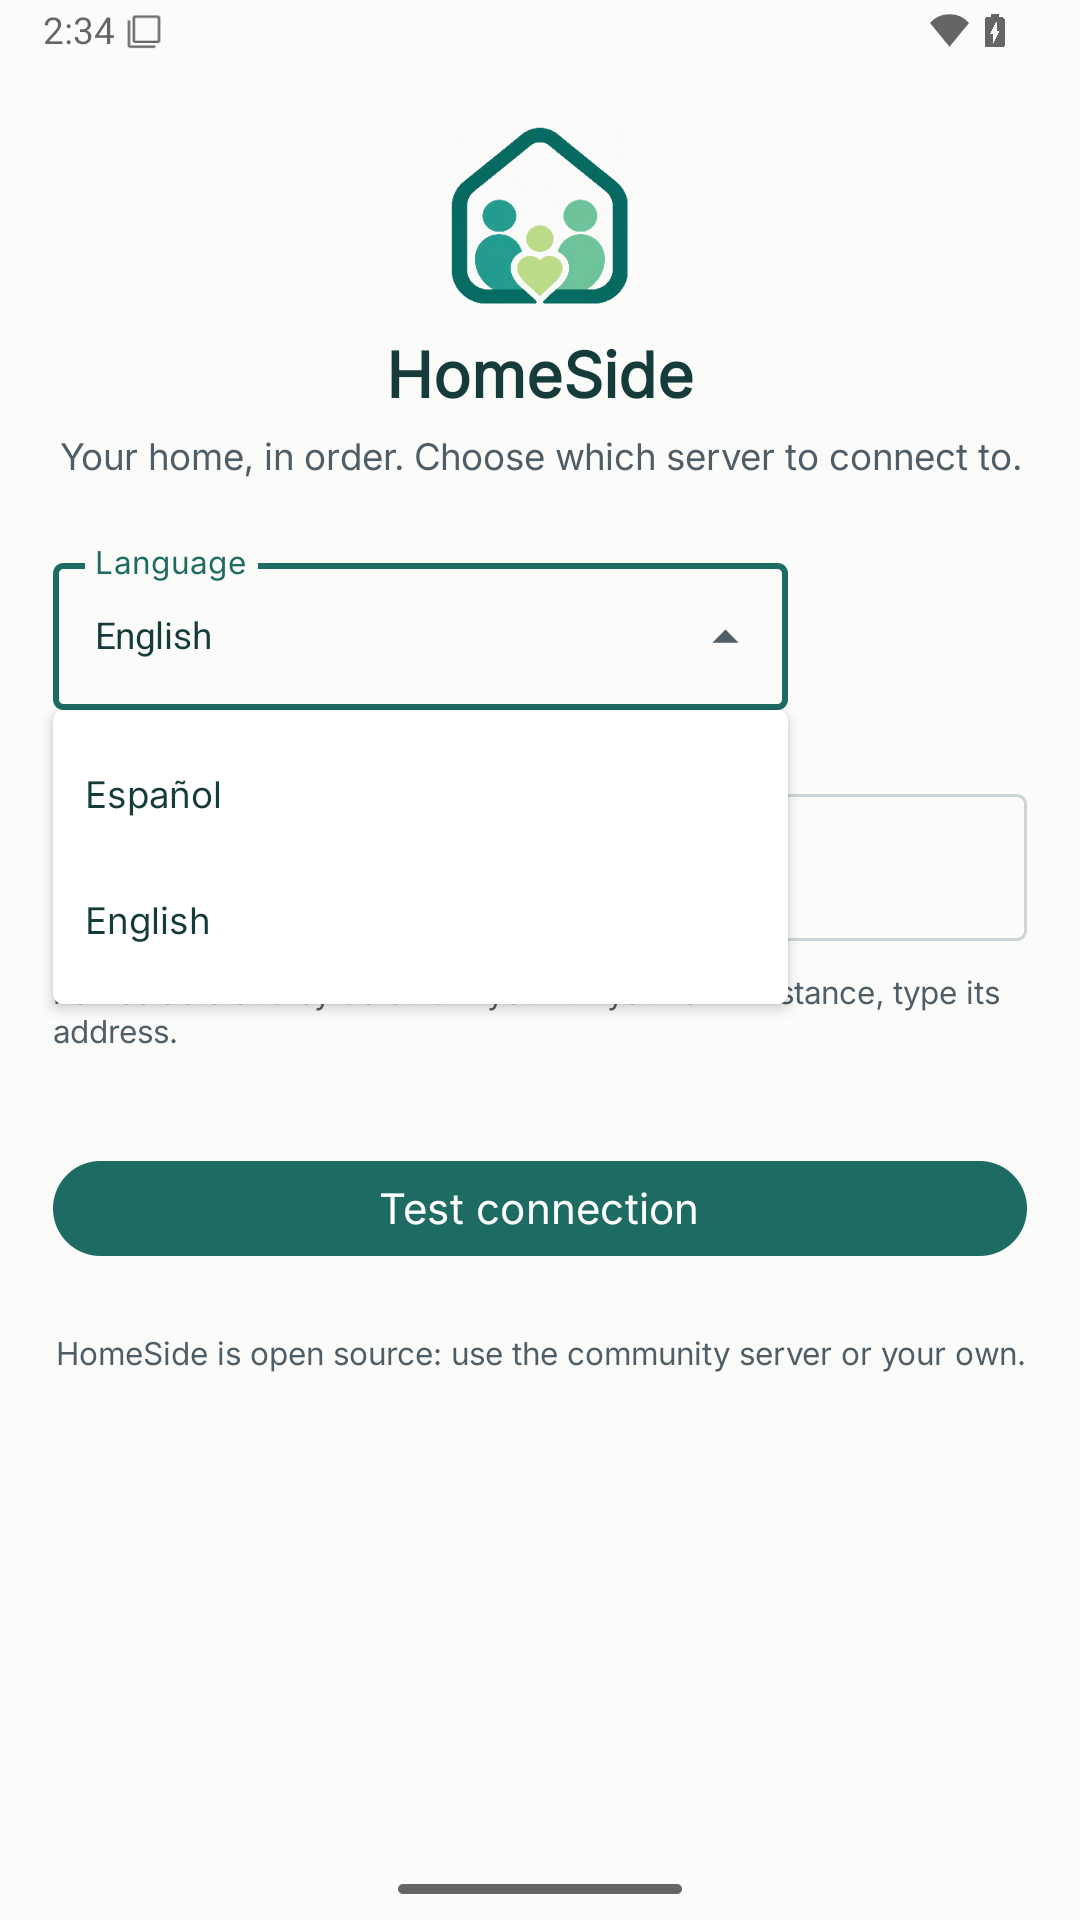 2:34
HomeSide
Your home, in order. Choose which server to connect to.
Language
English
Español
English
stance, type its
address.
Test connection
HomeSide is open source: use the community server or your own.